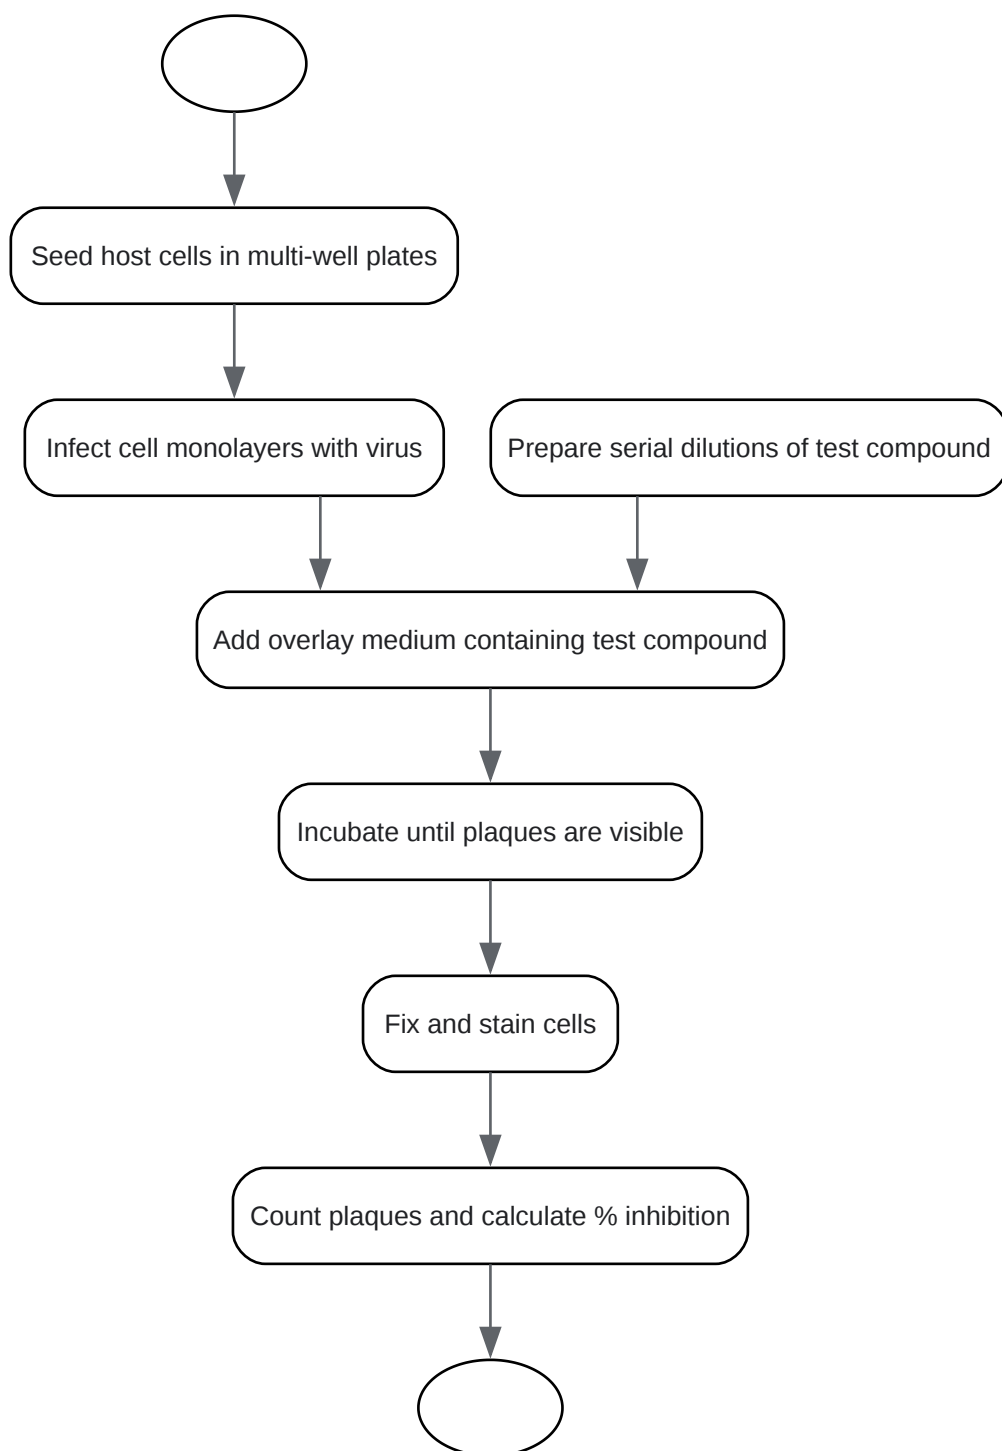 Seed host cells in multi-well plates
Infect cell monolayers with virus
Prepare serial dilutions of test compound
Add overlay medium containing test compound
Incubate until plaques are visible
Fix and stain cells
Count plaques and calculate % inhibition